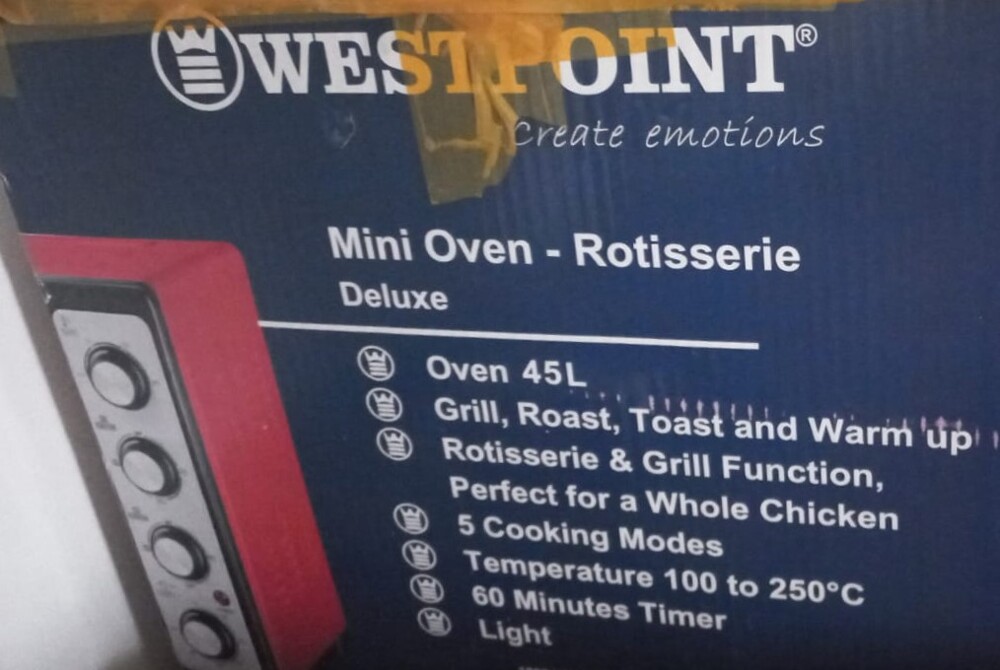 WESTPOINT®
Create emotions
Mini Oven - Rotisserie
Deluxe
Oven 45L
Grill, Roast, Toast and Warm up
Rotisserie & Grill Function,
Perfect for a Whole Chicken
5 Cooking Modes
Temperature 100 to 250°C
60 Minutes Timer
Light